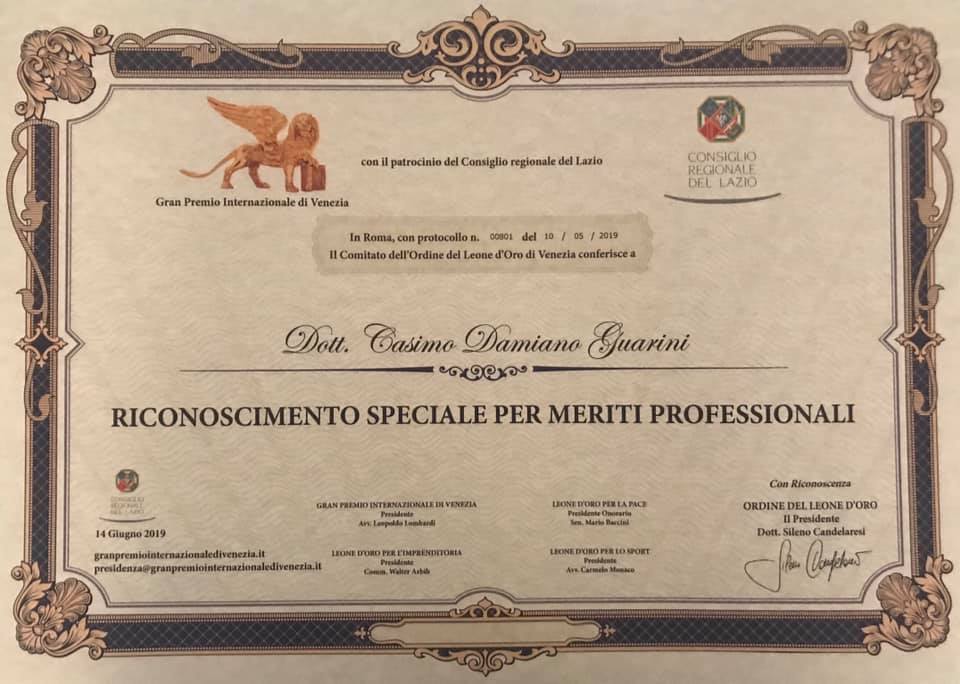 con il patrocinio del Consiglio regionale del Lazio
CONSIGLIO
REGIONALE
DEL LAZIO
Gran Premio Internazionale di Venezia
In Roma, con protocollo n. 00801 del 10 / 05 / 2019
Il Comitato dell'Ordine del Leone d'Oro di Venezia conferisce a
Dott. Casimo Damiano Guarini
RICONOSCIMENTO SPECIALE PER MERITI PROFESSIONALI
CONSIGLIO
REGIONALE
DEL LAZIO
14 Giugno 2019
granpremiointernazionaledivenezia.it
presidenza@granpremiointernazionaledivenezia.it
GRAN PREMIO INTERNAZIONALE DI VENEZIA
Presidente
Avv. Leopoldo Lombardi
LEONE D'ORO PER L'IMPRENDITORIA
Presidente
Comm. Walter Arbib
LEONE D'ORO PER LA PACE
Presidente Onorario
Sen. Mario Baccini
LEONE D'ORO PER LO SPORT
Presidente
Avv. Carmelo Monaco
Con Riconoscenza
ORDINE DEL LEONE D'ORO
Il Presidente
Dott. Sileno Candelaresi